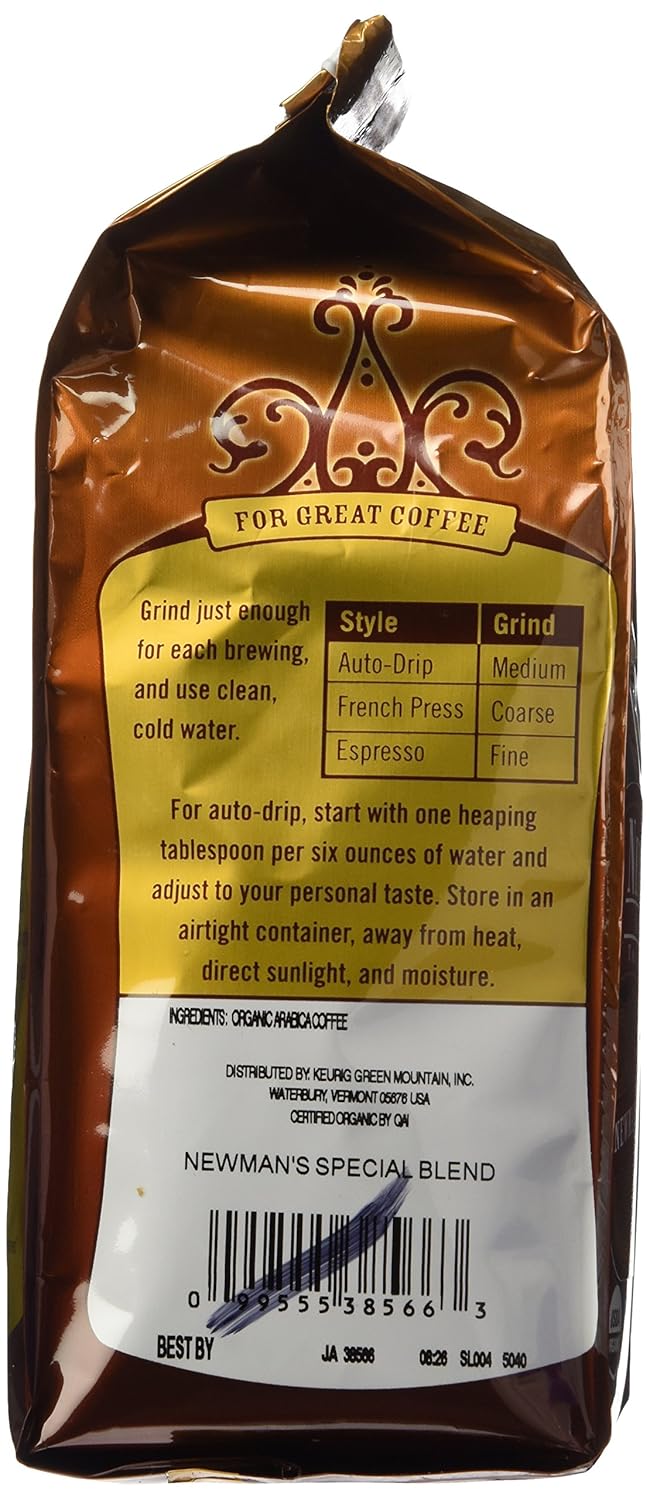 FOR GREAT COFFEE
Grind just enough
for each brewing,
and use clean,
cold water.
Style Grind
Auto-Drip Medium
French Press Coarse
Espresso Fine
For auto-drip, start with one heaping
tablespoon per six ounces of water and
adjust to your personal taste. Store in an
airtight container, away from heat,
direct sunlight, and moisture.
INGREDIENTS: ORGANIC ARABICA COFFEE
DISTRIBUTED BY: KEURIG GREEN MOUNTAIN, INC.
WATERBURY, VERMONT 05676 USA
CERTIFIED ORGANIC BY QAI
NEWMAN'S SPECIAL BLEND
0 99555 38566 3
BEST BY JA 38566 08:26 SL004 5040